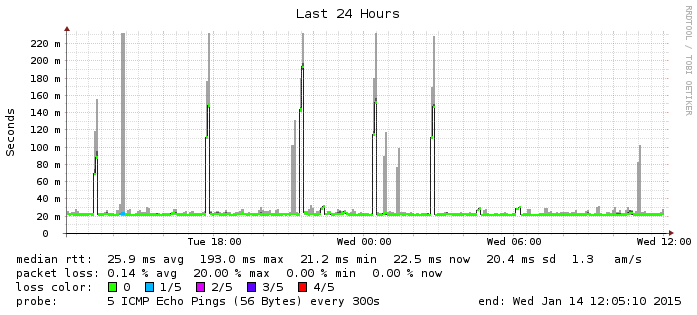 Last 24 Hours
RRDTOOL / TOBI OETIKER
Seconds
220 m
200 m
180 m
160 m
140 m
120 m
100 m
80 m
60 m
40 m
20 m
0
Tue 18:00 Wed 00:00 Wed 06:00 Wed 12:00
median rtt: 25.9 ms avg 193.0 ms max 21.2 ms min 22.5 ms now 20.4 ms sd 1.3 am/s
packet loss: 0.14 % avg 20.00 % max 0.00 % min 0.00 % now
loss color: 0 1/5 2/5 3/5 4/5
probe: 5 ICMP Echo Pings (56 Bytes) every 300s end: Wed Jan 14 12:05:10 2015